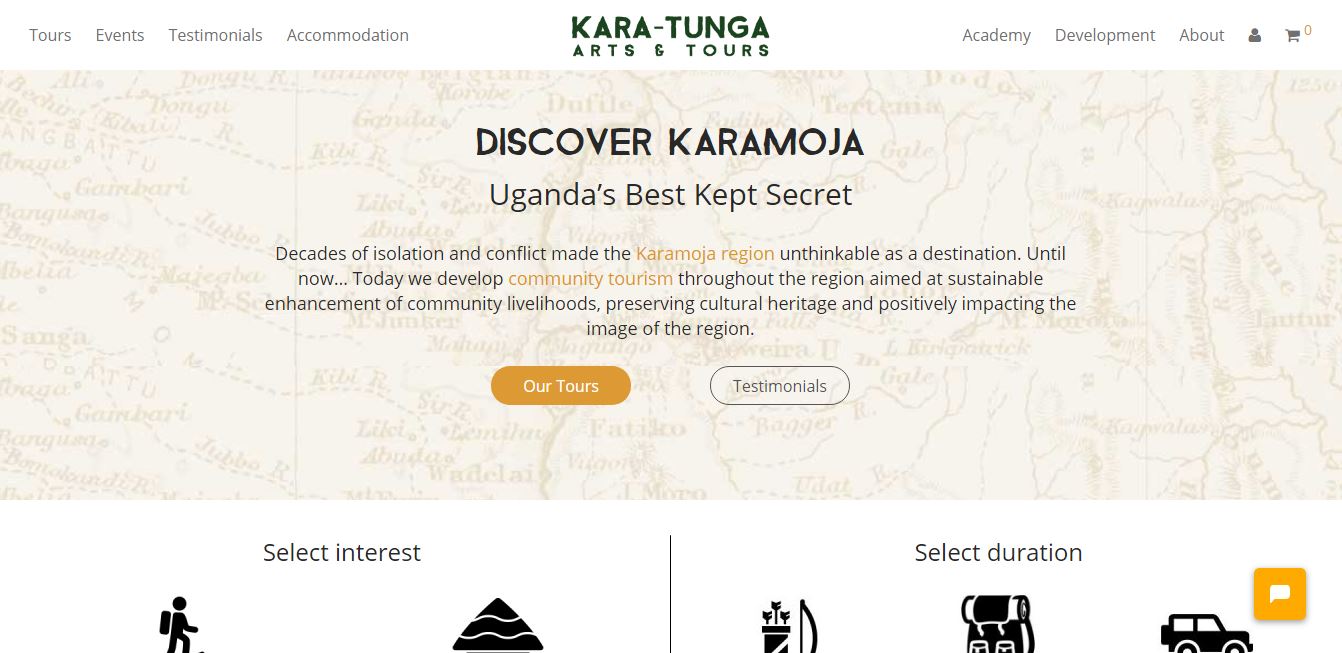 Tours Events Testimonials Accommodation
KARA-TUNGA
ARTS & TOURS
Academy Development About 0
DISCOVER KARAMOJA
Uganda’s Best Kept Secret
Decades of isolation and conflict made the Karamoja region unthinkable as a destination. Until
now... Today we develop community tourism throughout the region aimed at sustainable
enhancement of community livelihoods, preserving cultural heritage and positively impacting the
image of the region.
Our Tours Testimonials
Select interest
Select duration